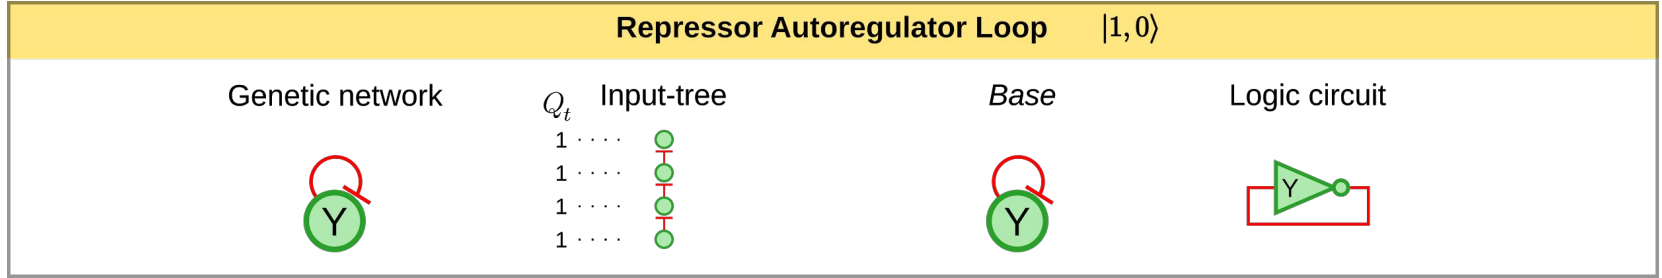 Repressor Autoregulator Loop |1, 0⟩
Genetic network
Q_t Input-tree
1 · · · ·
1 · · · ·
1 · · · ·
1 · · · ·
Y
Base
Y
Logic circuit
Y